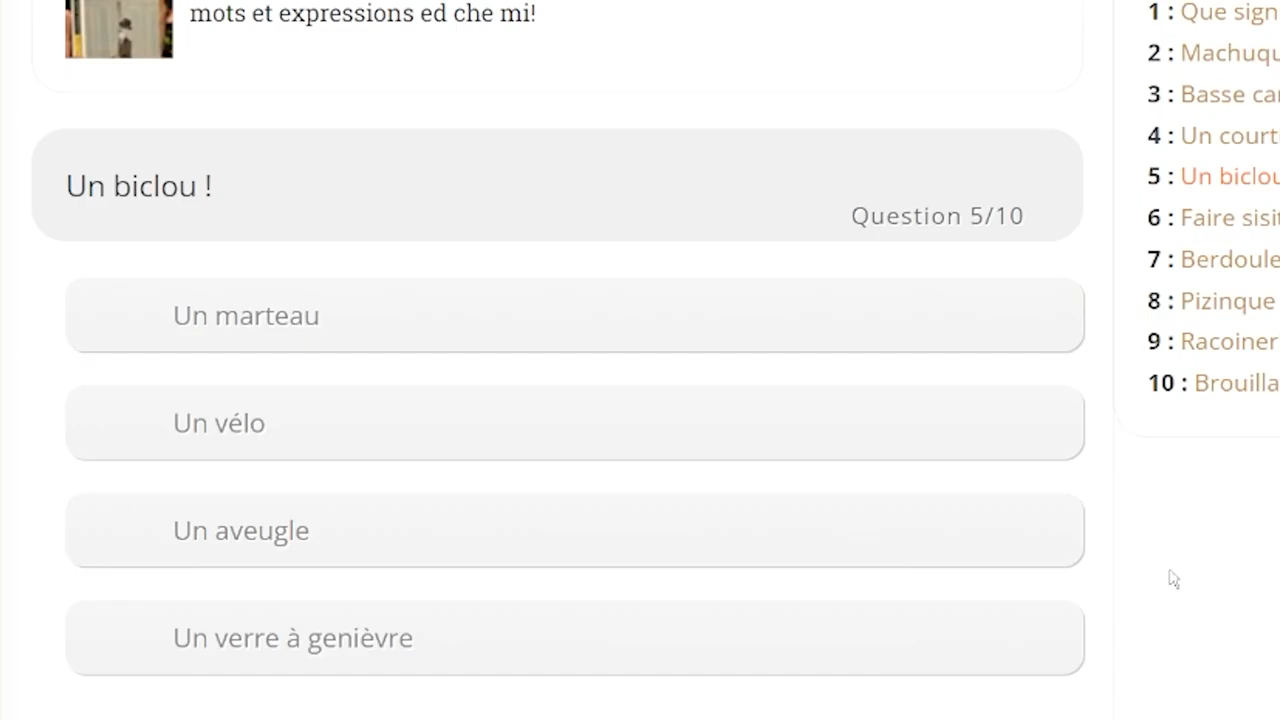 mots et expressions ed che mi!
Un biclou !
Question 5/10
Un marteau
Un vélo
Un aveugle
Un verre à genièvre
1 : Que sign
2 : Machuqu
3 : Basse car
4 : Un court
5 : Un biclou
6 : Faire sisit
7 : Berdoule
8 : Pizinque
9 : Racoiner
10 : Brouilla